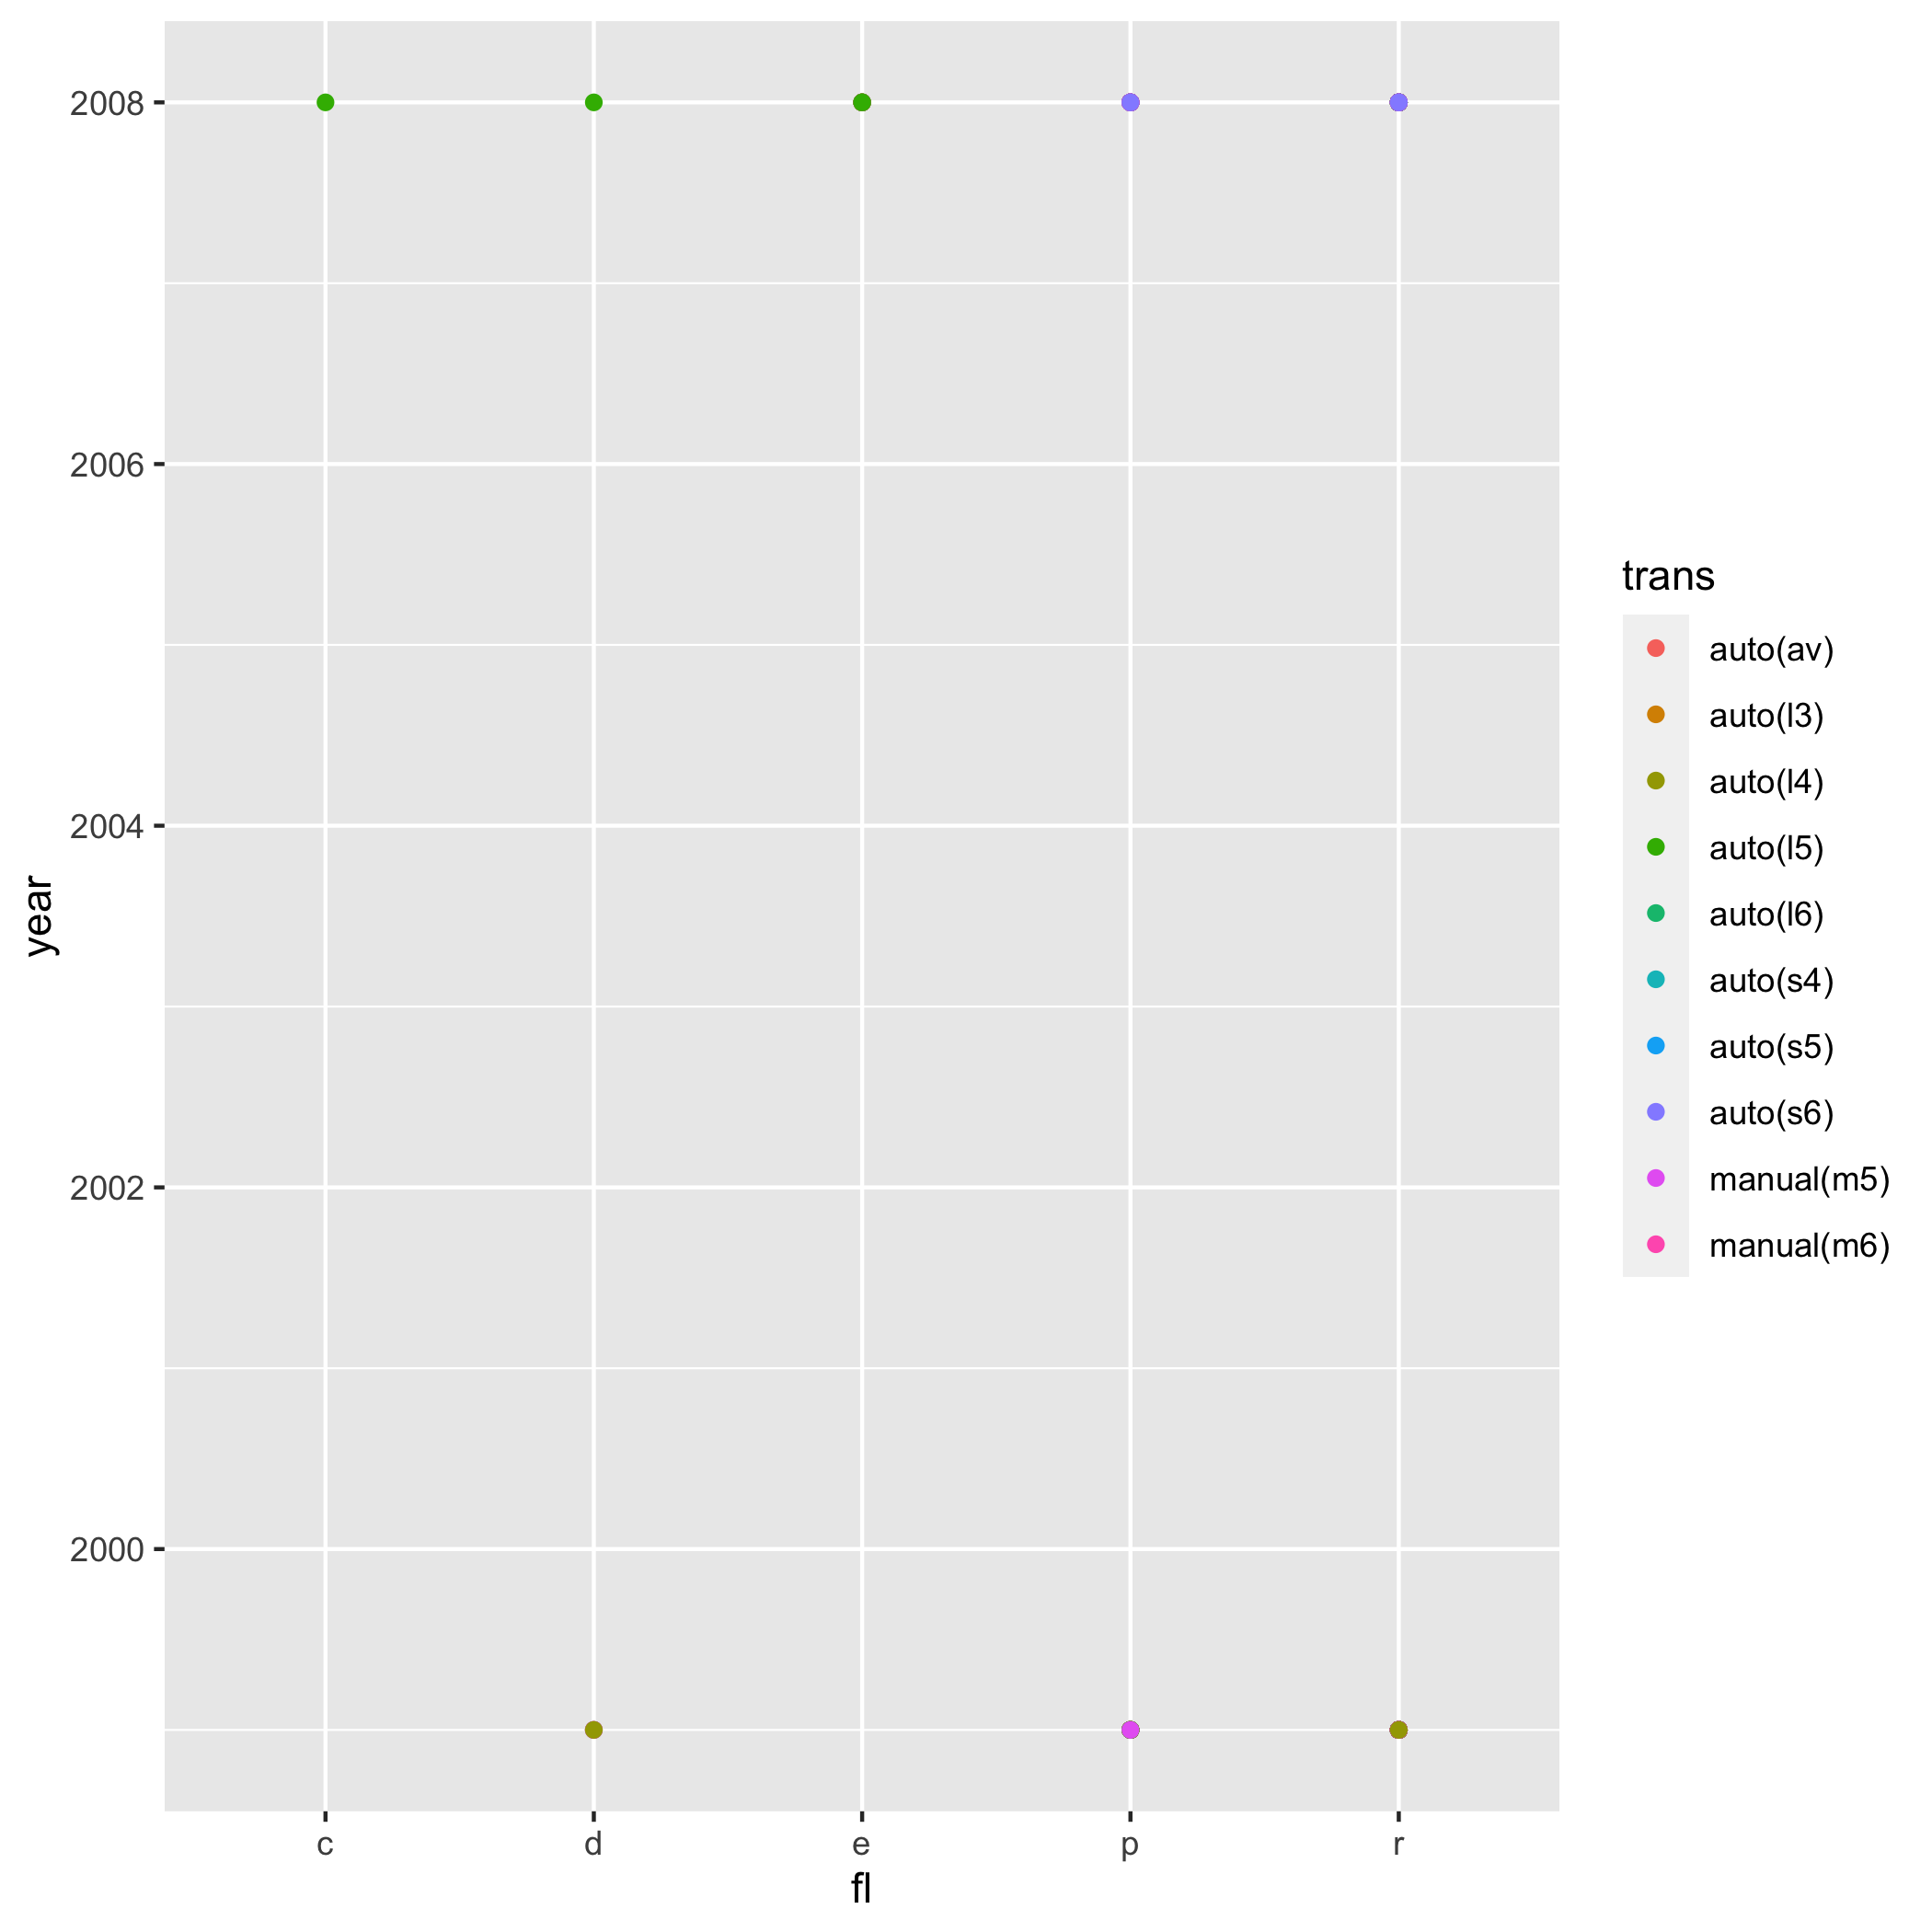 2008
2006
2004
2002
2000
year
c d e p r
fl
trans
auto(av)
auto(l3)
auto(l4)
auto(l5)
auto(l6)
auto(s4)
auto(s5)
auto(s6)
manual(m5)
manual(m6)